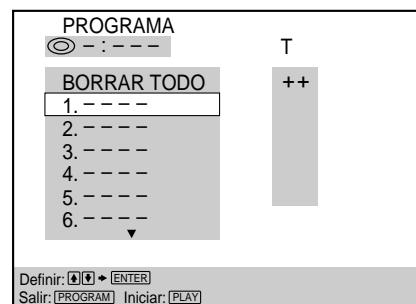 PROGRAMA
– : – – –
T
BORRAR TODO
++
1. – – – –
2. – – – –
3. – – – –
4. – – – –
5. – – – –
6. – – – –
Definir: ENTER
Salir: PROGRAM Iniciar: PLAY